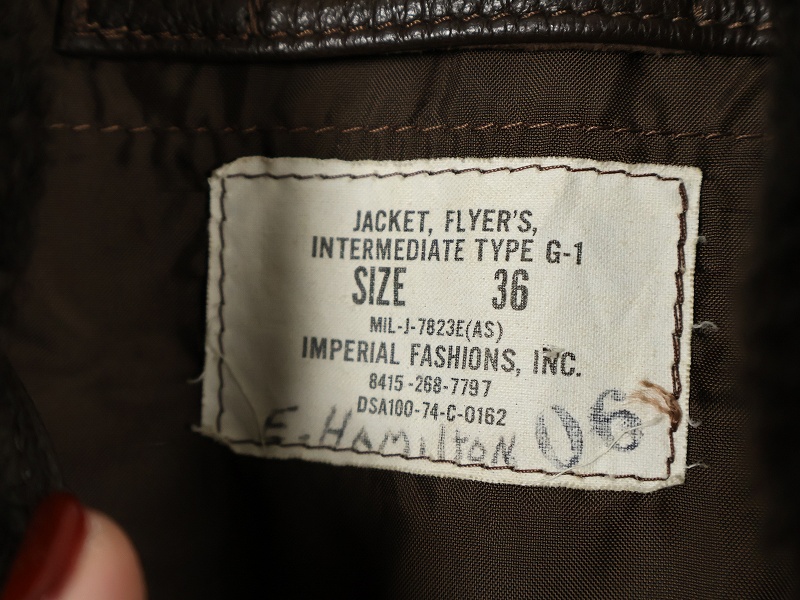 JACKET, FLYER'S,
INTERMEDIATE TYPE G-1
SIZE 36
MIL-J-7823E(AS)
IMPERIAL FASHIONS, INC.
8415-268-7797
DSA100-74-C-0162
E. HAMILTON 06